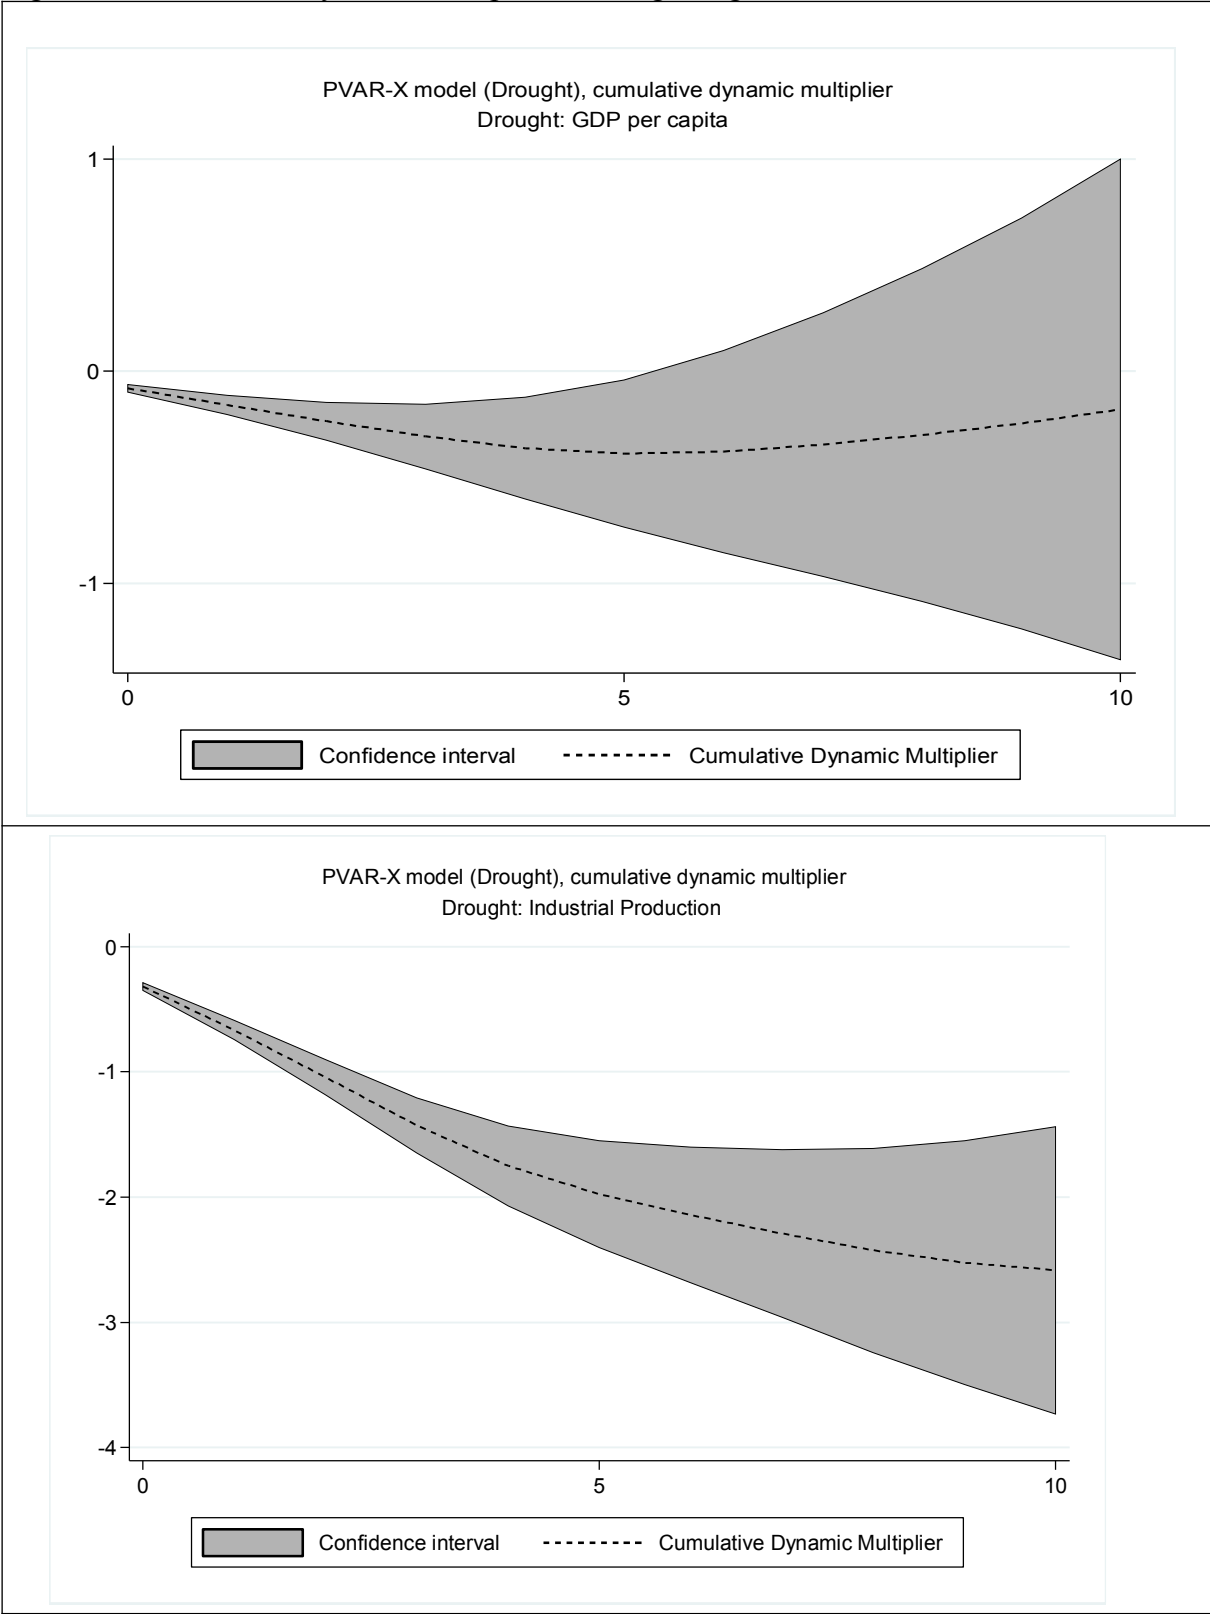 PVAR-X model (Drought), cumulative dynamic multiplier
Drought: GDP per capita
1
0
-1
0 5 10
Confidence interval Cumulative Dynamic Multiplier
PVAR-X model (Drought), cumulative dynamic multiplier
Drought: Industrial Production
0
-1
-2
-3
-4
0 5 10
Confidence interval Cumulative Dynamic Multiplier